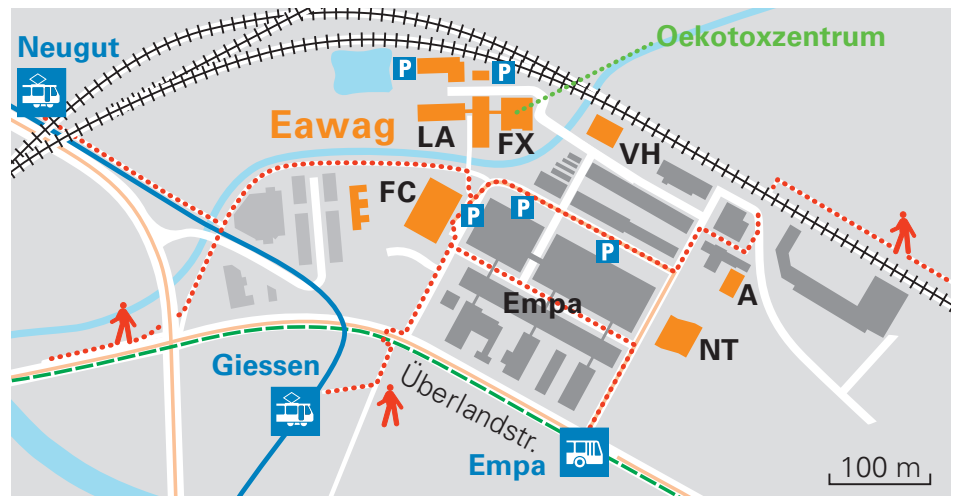 Neugut
Oekotoxzentrum
P
P
Eawag
LA
FX
VH
FC
P
P
P
A
Empa
NT
Giessen
Überlandstr.
Empa
100 m